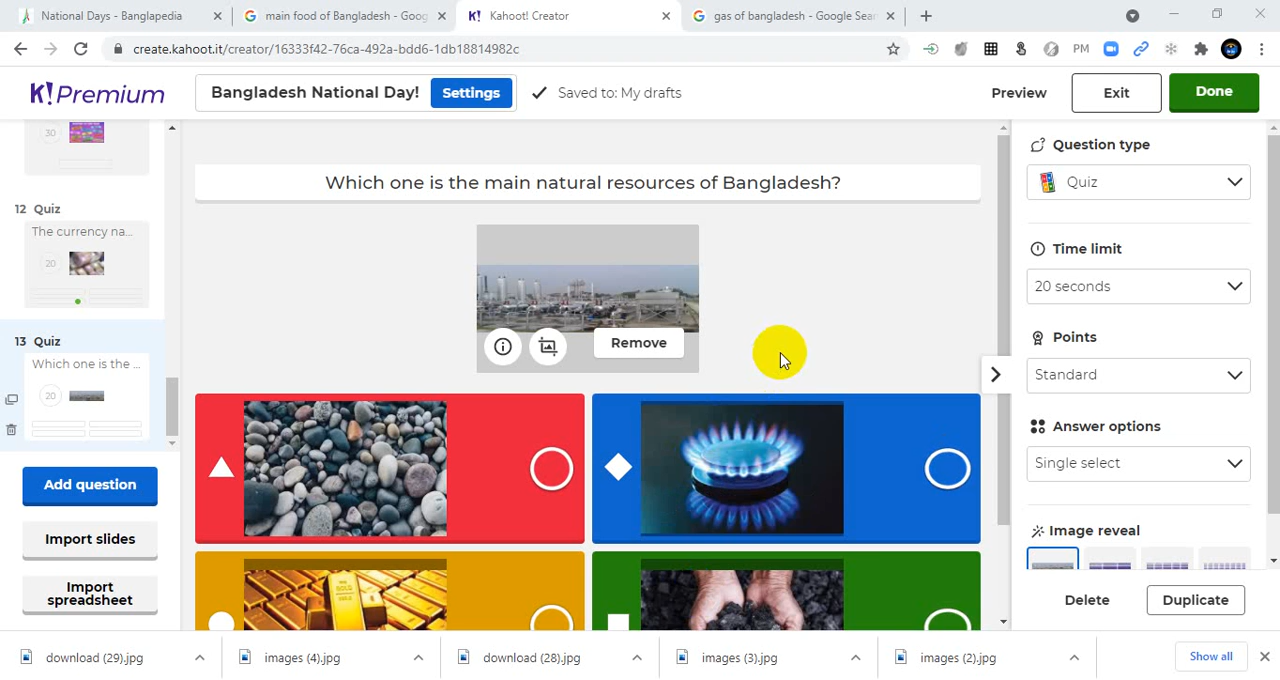 National Days - Banglapedia
main food of Bangladesh - Goog
Kahoot! Creator
gas of bangladesh - Google Sear
create.kahoot.it/creator/16333f42-76ca-492a-bdd6-1db18814982c
PM
K! Premium
Bangladesh National Day!
Settings
Saved to: My drafts
Preview
Exit
Done
30
12 Quiz
The currency na...
20
13 Quiz
Which one is the ...
20
Add question
Import slides
Import
spreadsheet
Which one is the main natural resources of Bangladesh?
Remove
Question type
Quiz
Time limit
20 seconds
Points
Standard
Answer options
Single select
Image reveal
Delete
Duplicate
download (29).jpg
images (4).jpg
download (28).jpg
images (3).jpg
images (2).jpg
Show all